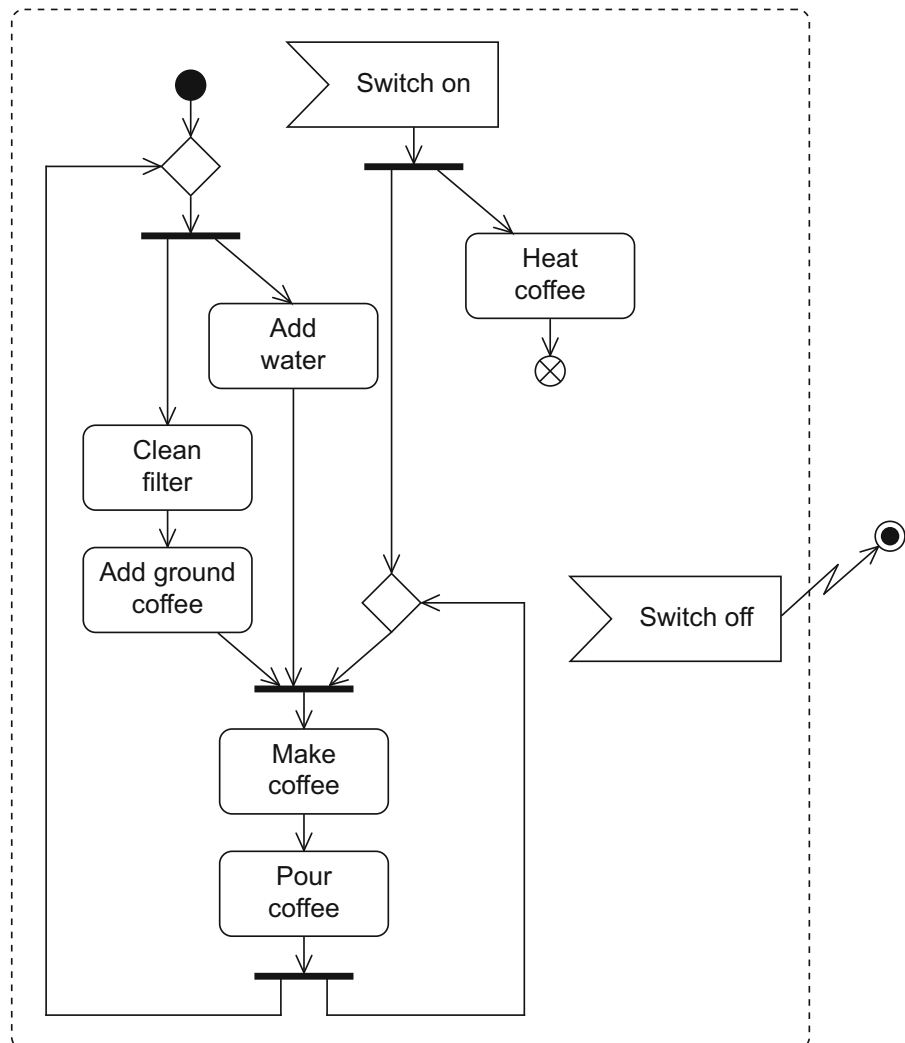 Switch on
Heat
coffee
Add
water
Clean
filter
Add ground
coffee
Switch off
Make
coffee
Pour
coffee